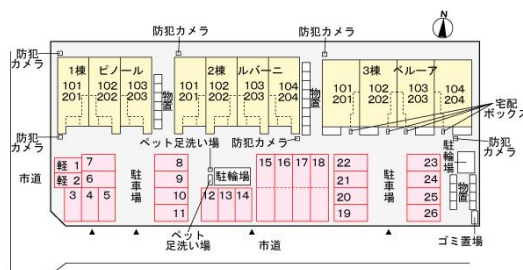 N
防犯カメラ
防犯カメラ
防犯
カメラ
1棟 ピノール
101
201
102
202
103
203
物置
2棟 ルバーニ
101
201
102
202
103
203
104
204
物置
3棟 ベルーア
101
201
102
202
103
203
104
204
宅配
ボックス
防犯
カメラ
ペット足洗い場
防犯カメラ
防犯
カメラ
市道
軽 1
軽 2
3
7
6
4
5
駐車場
8
9
10
11
駐輪場
12
13
14
15
16
17
18
22
21
20
19
駐車場
23
24
25
26
駐輪場
物置
ゴミ置場
ペット
足洗い場
市道